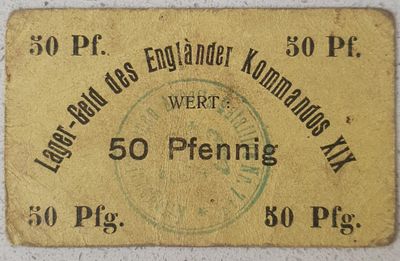 50 Pf. 50 Pf.
Lager-Geld des Engländer Kommandos XIX
WERT:
50 Pfennig
50 Pfg. 50 Pfg.